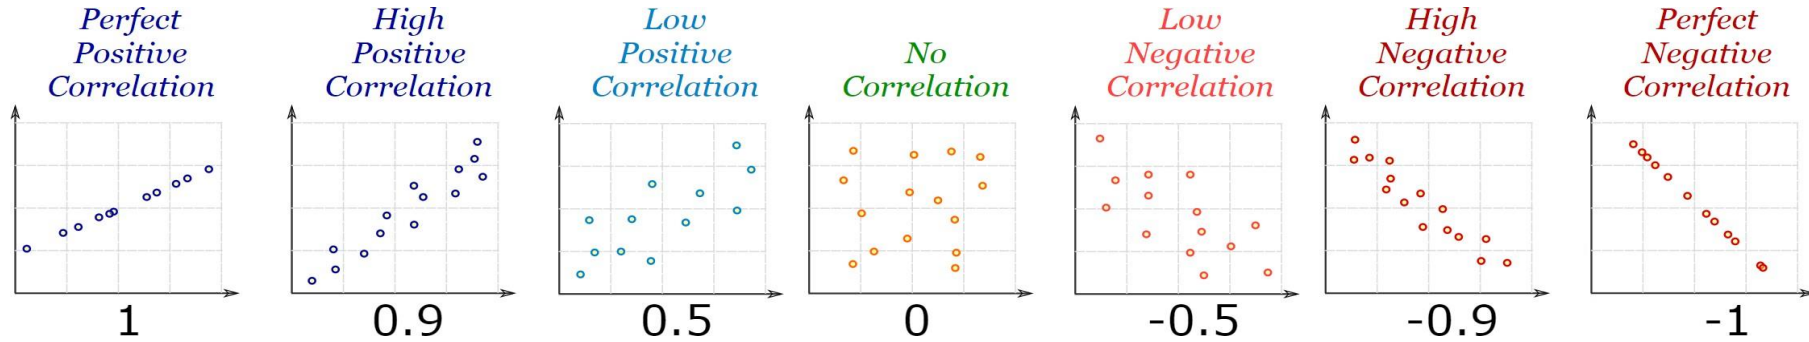 Perfect
Positive
Correlation
High
Positive
Correlation
Low
Positive
Correlation
No
Correlation
Low
Negative
Correlation
High
Negative
Correlation
Perfect
Negative
Correlation
1
0.9
0.5
0
-0.5
-0.9
-1